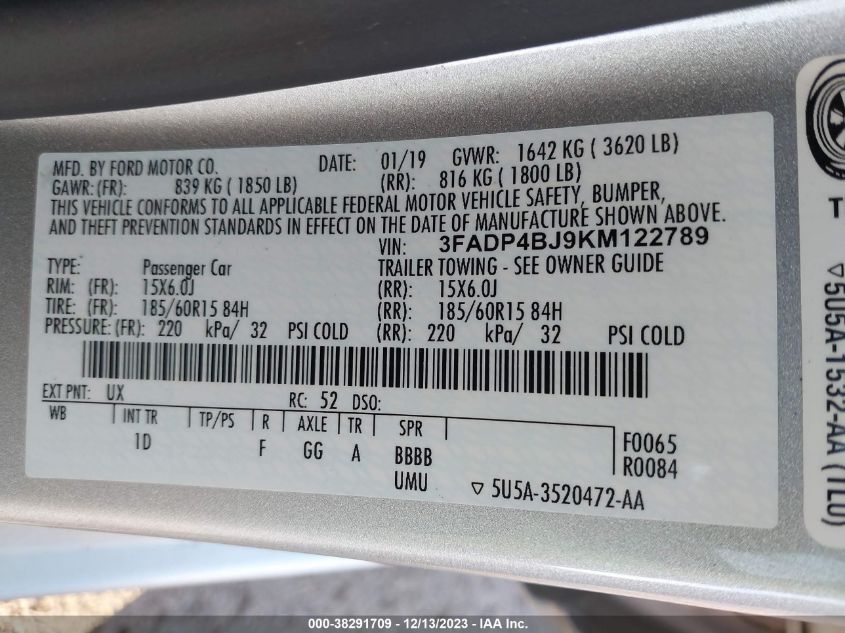 MFD. BY FORD MOTOR CO. DATE: 01/19 GVWR: 1642 KG ( 3620 LB)
GAWR: (FR): 839 KG ( 1850 LB) (RR): 816 KG ( 1800 LB)
THIS VEHICLE CONFORMS TO ALL APPLICABLE FEDERAL MOTOR VEHICLE SAFETY, BUMPER,
AND THEFT PREVENTION STANDARDS IN EFFECT ON THE DATE OF MANUFACTURE SHOWN ABOVE.
VIN: 3FADP4BJ9KM122789
TYPE: Passenger Car TRAILER TOWING - SEE OWNER GUIDE
RIM: (FR): 15X6.0J (RR): 15X6.0J
TIRE: (FR): 185/60R15 84H (RR): 185/60R15 84H
PRESSURE: (FR): 220 kPa/ 32 PSI COLD (RR): 220 kPa/ 32 PSI COLD
EXT PNT: UX RC: 52 DSO:
WB INT TR TP/PS R AXLE TR SPR
1D F GG A BBBB
UMU
F0065
R0084
▽ 5U5A-3520472-AA
▽5U5A-1532-AA (TL0)
000-38291709 - 12/13/2023 - IAA Inc.